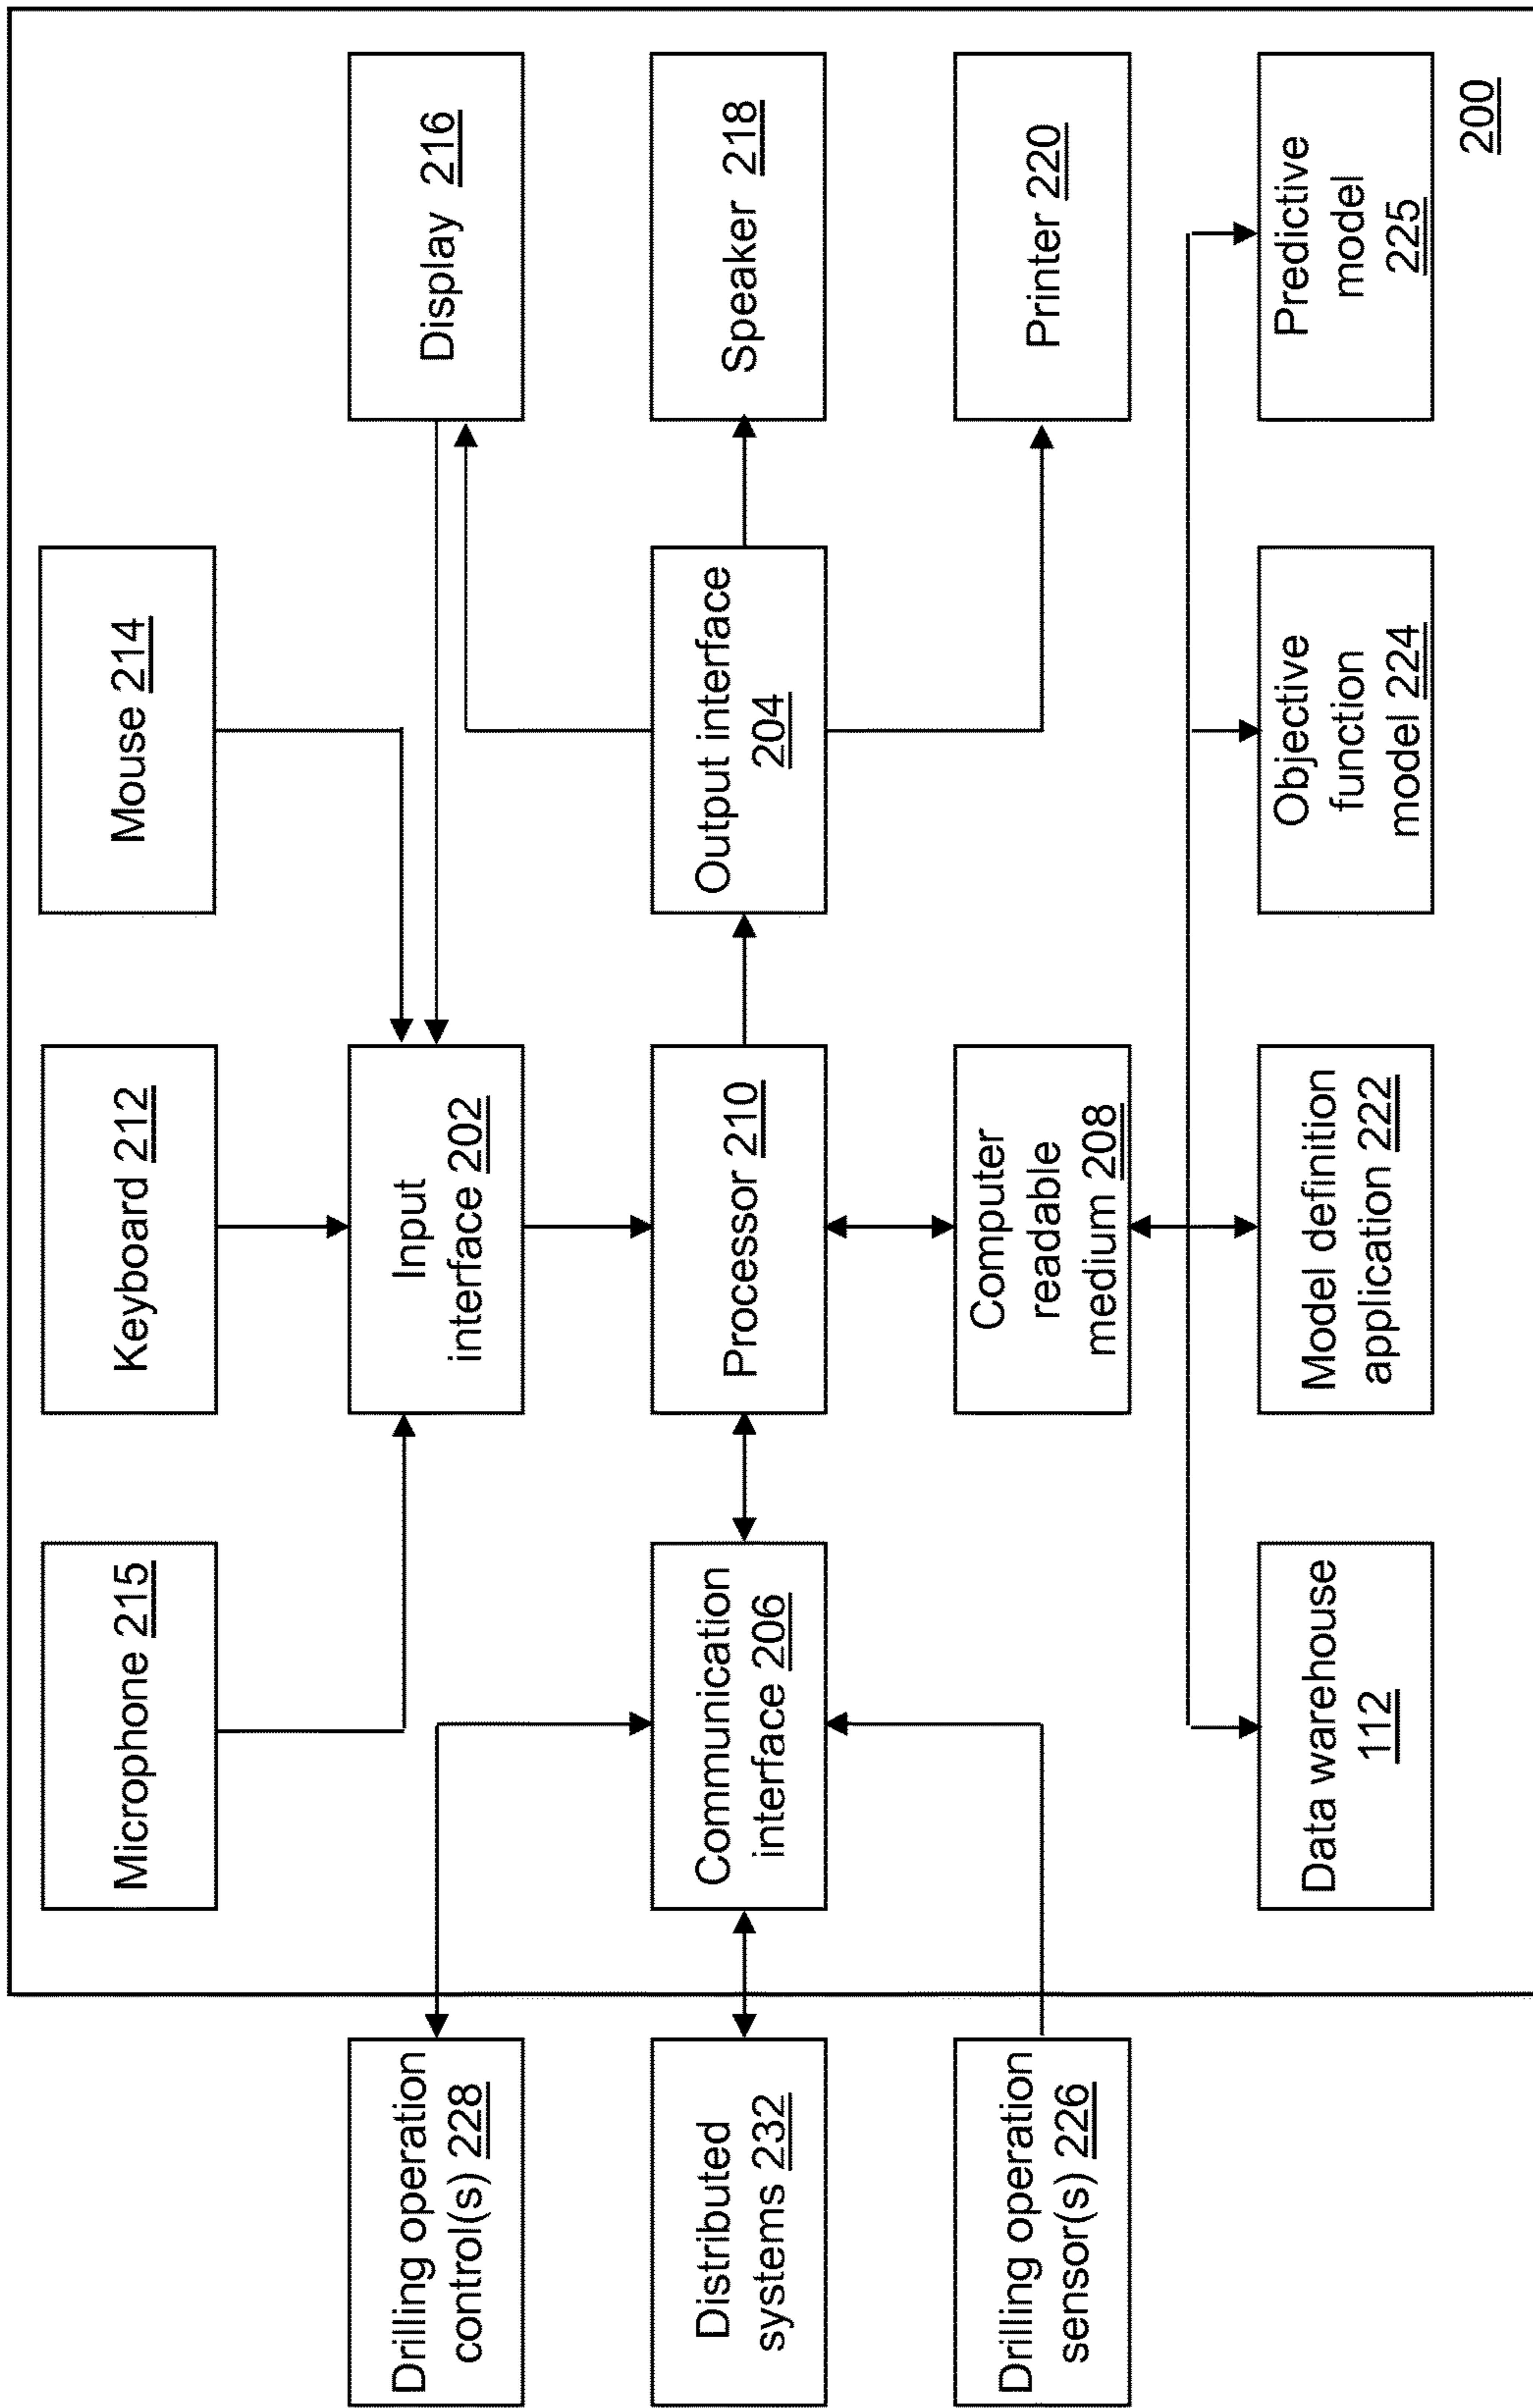 Microphone 215
Keyboard 212
Mouse 214
Drilling operation
control(s) 228
Input
interface 202
Display 216
Distributed
systems 232
Communication
interface 206
Processor 210
Output interface
204
Speaker 218
Drilling operation
sensor(s) 226
Computer
readable
medium 208
Printer 220
Data warehouse
112
Model definition
application 222
Objective
function
model 224
Predictive
model
225
200